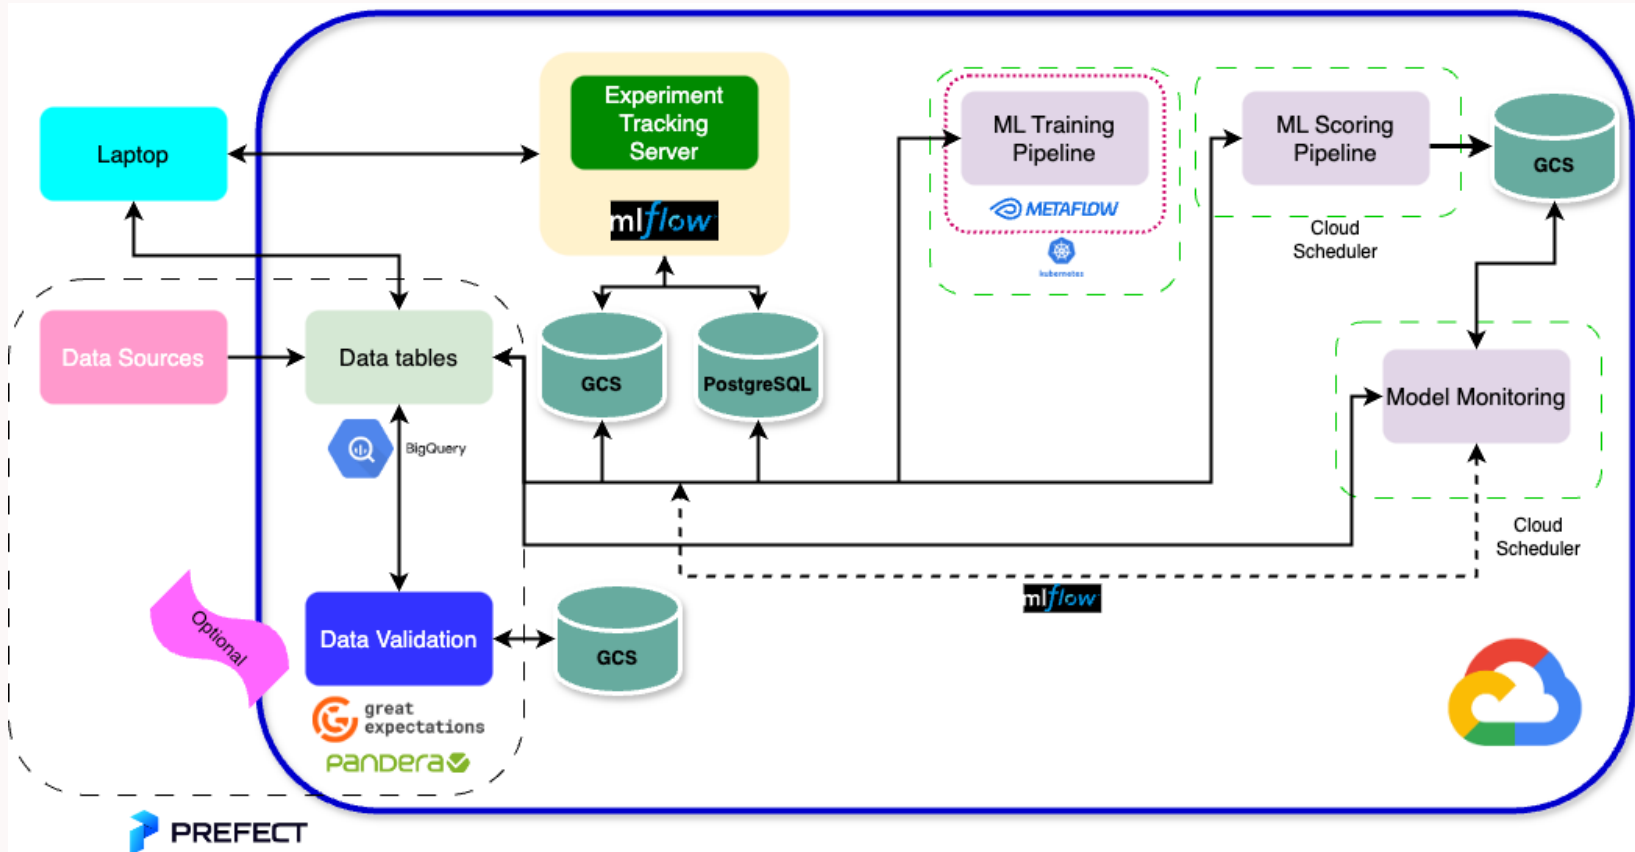 Experiment
Tracking
Server
mlflow
Laptop
ML Training
Pipeline
METAFLOW
kubernetes
ML Scoring
Pipeline
GCS
Cloud
Scheduler
Data Sources
Data tables
BigQuery
GCS
PostgreSQL
Model Monitoring
Cloud
Scheduler
mlflow
Optional
Data Validation
GCS
great
expectations
PANDERA
PREFECT